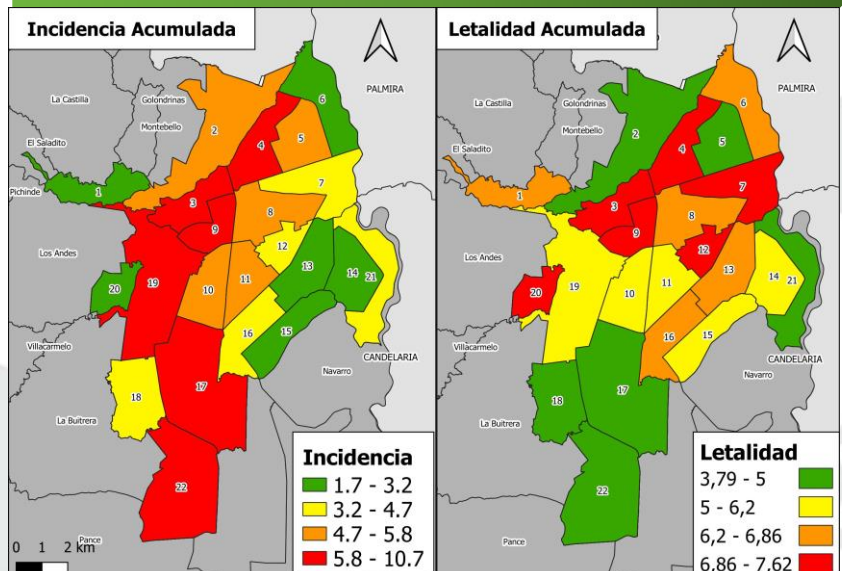 Incidencia Acumulada
La Castilla
Golondrinas
Montebello
El Saladito
Pichinde
Los Andes
Villacarmelo
La Buitrera
Pance
PALMIRA
CANDELARIA
Navarro
1
2
3
4
5
6
7
8
9
10
11
12
13
14
15
16
17
18
19
20
21
22
0 1 2 km
Incidencia
1.7 - 3.2
3.2 - 4.7
4.7 - 5.8
5.8 - 10.7
Letalidad Acumulada
La Castilla
Golondrinas
Montebello
El Saladito
Pichinde
Los Andes
Villacarmelo
La Buitrera
Pance
PALMIRA
CANDELARIA
Navarro
1
2
3
4
5
6
7
8
9
10
11
12
13
14
15
16
17
18
19
20
21
22
Letalidad
3,79 - 5
5 - 6,2
6,2 - 6,86
6,86 - 7,62